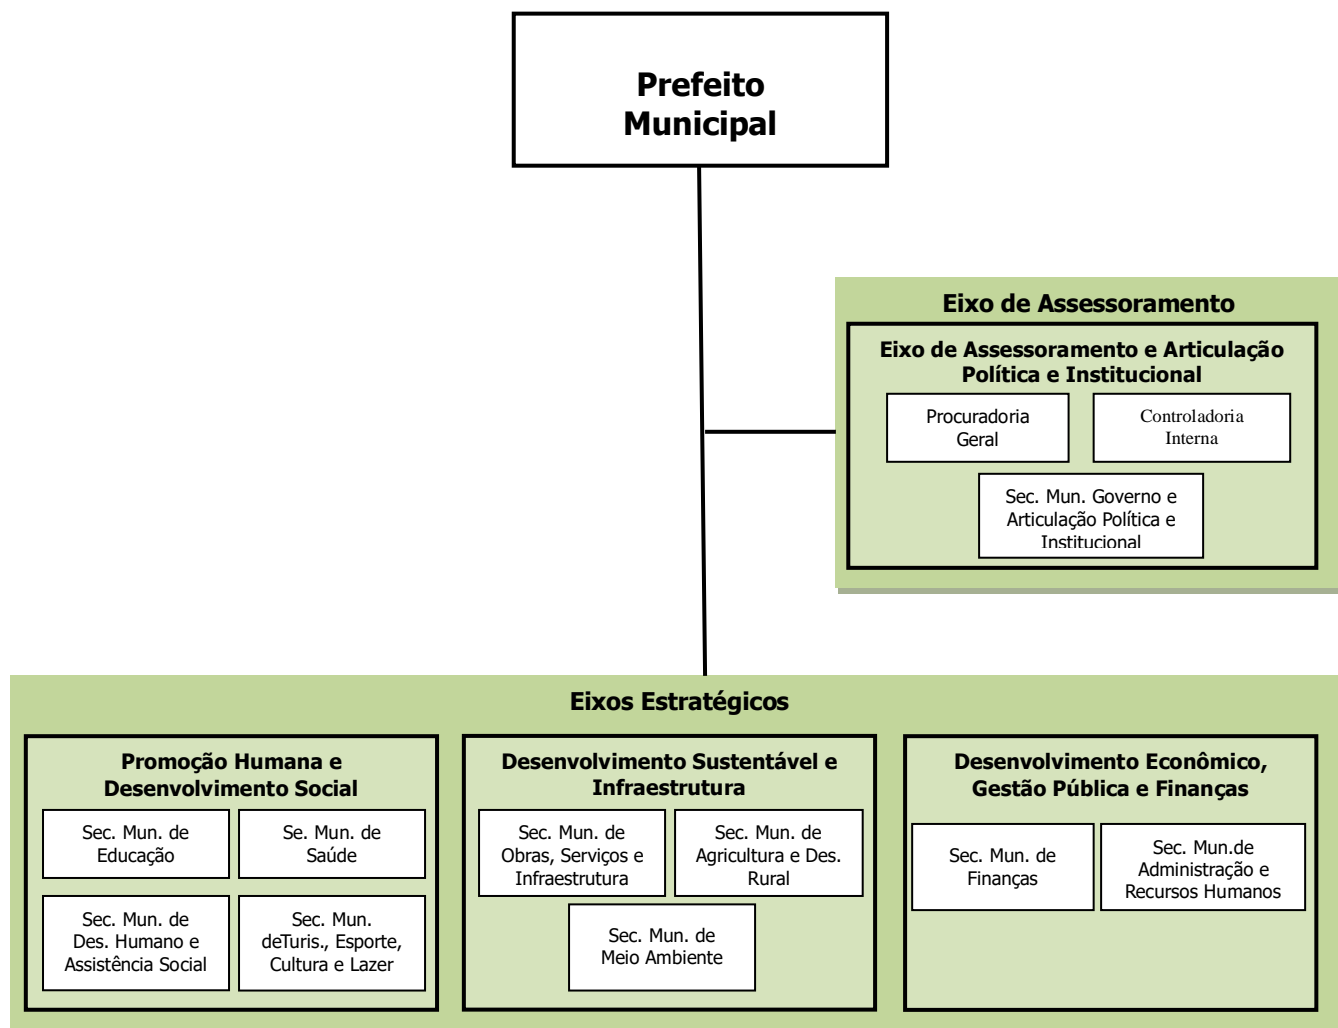 Prefeito
Municipal
Eixo de Assessoramento
Eixo de Assessoramento e Articulação
Política e Institucional
Procuradoria
Geral
Controladoria
Interna
Sec. Mun. Governo e
Articulação Política e
Institucional
Eixos Estratégicos
Promoção Humana e
Desenvolvimento Social
Sec. Mun. de
Educação
Se. Mun. de
Saúde
Sec. Mun. de
Des. Humano e
Assistência Social
Sec. Mun.
deTuris., Esporte,
Cultura e Lazer
Desenvolvimento Sustentável e
Infraestrutura
Sec. Mun. de
Obras, Serviços e
Infraestrutura
Sec. Mun. de
Agricultura e Des.
Rural
Sec. Mun. de
Meio Ambiente
Desenvolvimento Econômico,
Gestão Pública e Finanças
Sec. Mun. de
Finanças
Sec. Mun.de
Administração e
Recursos Humanos